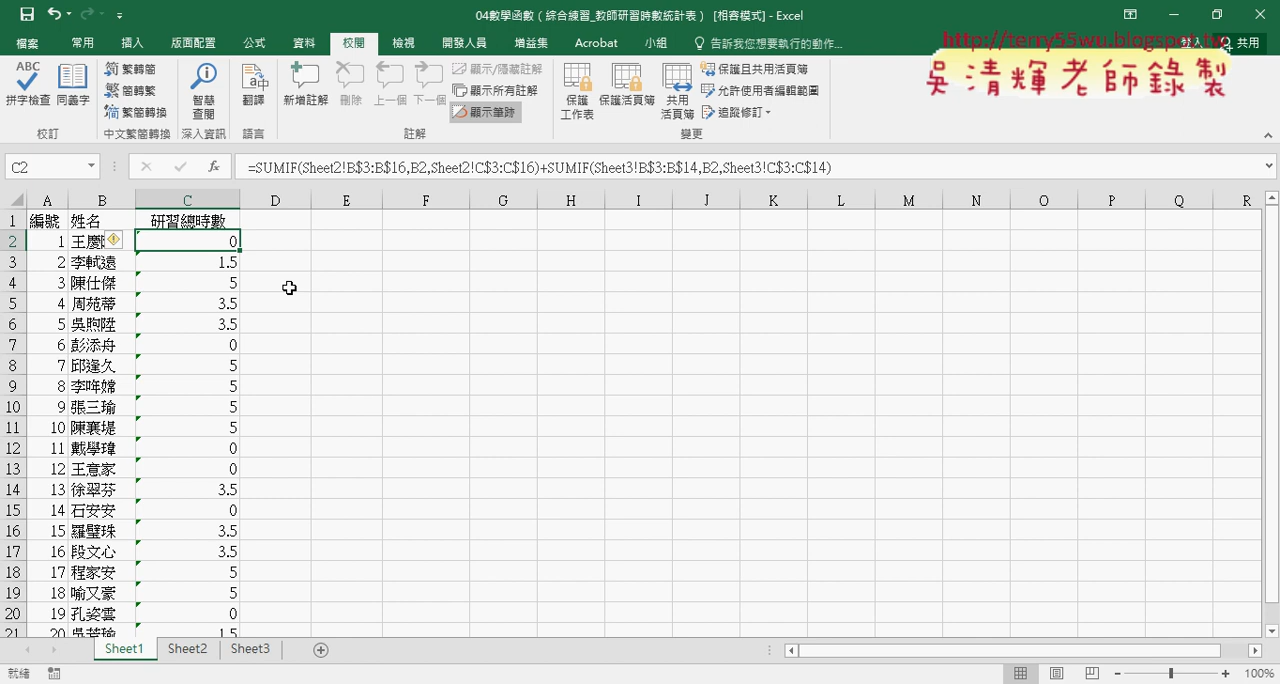 04數學函數（綜合練習_教師研習時數統計表） [相容模式] - Excel
檔案 常用 插入 版面配置 公式 資料 校閱 檢視 開發人員 增益集 Acrobat 小組 告訴我您想要執行的動作... 登入 共用
http://terry55wu.blogspot.tw
吳清輝老師錄製
ABC
拼字檢查 同義字
校訂
繁轉簡
簡轉繁
繁簡轉換
中文繁簡轉換
智慧
查閱
深入資訊
翻譯
語言
新增註解 刪除 上一個 下一個
顯示/隱藏註解
顯示所有註解
顯示筆跡
註解
保護
工作表
保護活頁簿
共用
活頁簿
保護且共用活頁簿
允許使用者編輯範圍
追蹤修訂
變更
C2 fx =SUMIF(Sheet2!B$3:B$16,B2,Sheet2!C$3:C$16)+SUMIF(Sheet3!B$3:B$14,B2,Sheet3!C$3:C$14)
A B C D E F G H I J K L M N O P Q R
1 編號 姓名 研習總時數
2 1 王慶 0
3 2 李軾遠 1.5
4 3 陳仕傑 5
5 4 周苑蒂 3.5
6 5 吳煦陞 3.5
7 6 彭添舟 0
8 7 邱逢久 5
9 8 李哖嫦 5
10 9 張三瑜 5
11 10 陳襄堤 5
12 11 戴學瑋 0
13 12 王意家 0
14 13 徐翠芬 3.5
15 14 石安安 0
16 15 羅璧珠 3.5
17 16 段文心 3.5
18 17 程家安 5
19 18 喻又豪 5
20 19 孔姿雲 0
21 20 吳若瑜 1.5
Sheet1 Sheet2 Sheet3
就緒 100%